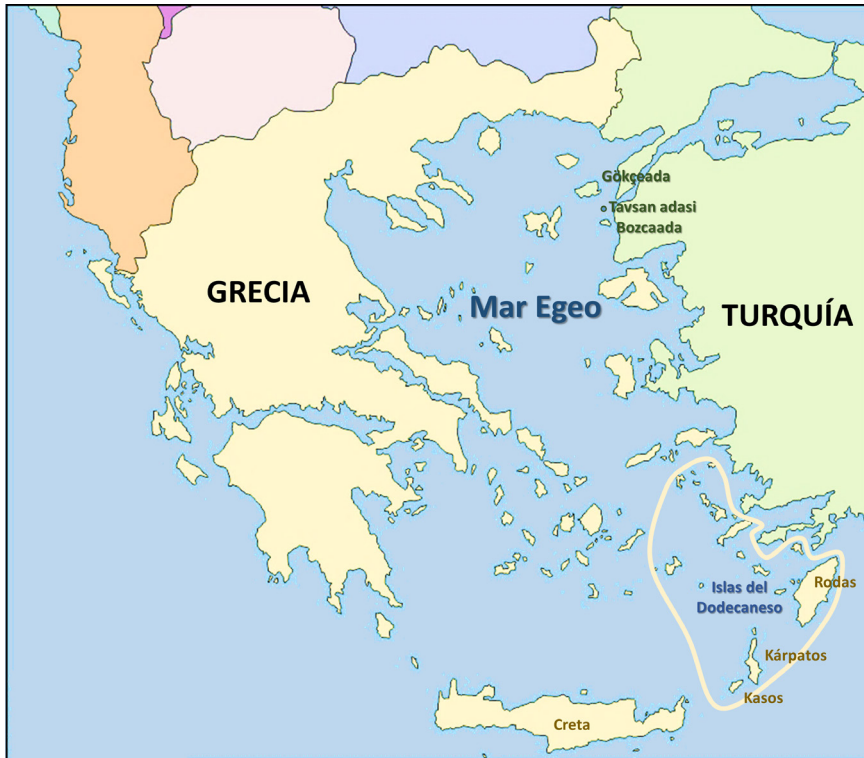 Gökçeada
Tavsan adasi
Bozcaada
GRECIA
Mar Egeo
TURQUÍA
Islas del
Dodecaneso
Rodas
Kárpatos
Kasos
Creta